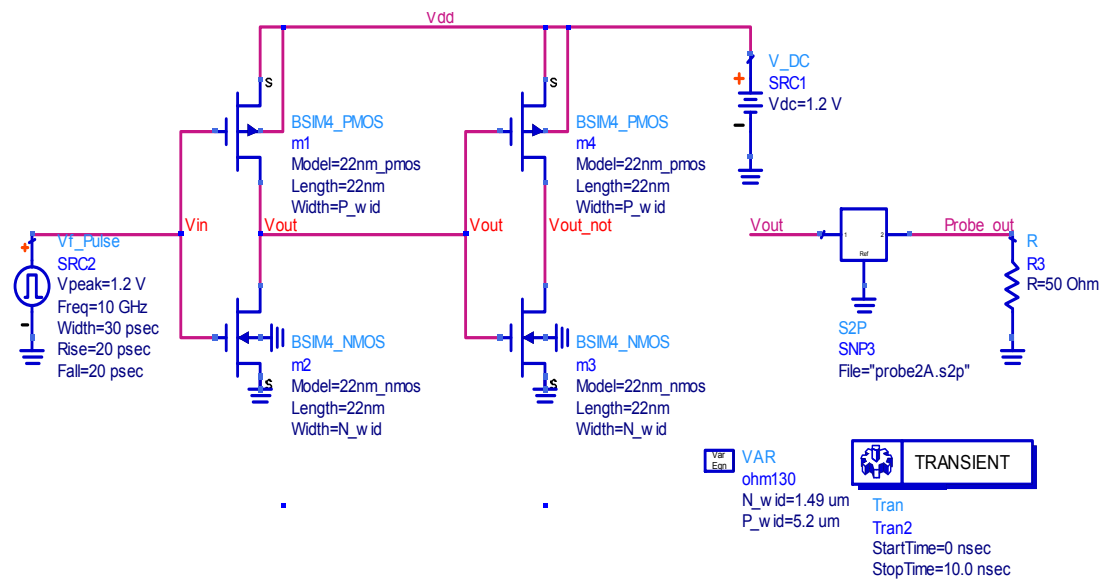 Vdd
S
BSIM4_PMOS
m1
Model=22nm_pmos
Length=22nm
Width=P_wid
S
BSIM4_PMOS
m4
Model=22nm_pmos
Length=22nm
Width=P_wid
+
V_DC
SRC1
Vdc=1.2 V
-
Vin
Vout
Vout
Vout_not
+
Vf_Pulse
SRC2
Vpeak=1.2 V
Freq=10 GHz
Width=30 psec
Rise=20 psec
Fall=20 psec
-
BSIM4_NMOS
m2
Model=22nm_nmos
Length=22nm
Width=N_wid
S
BSIM4_NMOS
m3
Model=22nm_nmos
Length=22nm
Width=N_wid
S
Vout
1
2
Ref
Probe_out
S2P
SNP3
File="probe2A.s2p"
R
R3
R=50 Ohm
Var
Eqn
VAR
ohm130
N_wid=1.49 um
P_wid=5.2 um
TRANSIENT
Tran
Tran2
StartTime=0 nsec
StopTime=10.0 nsec